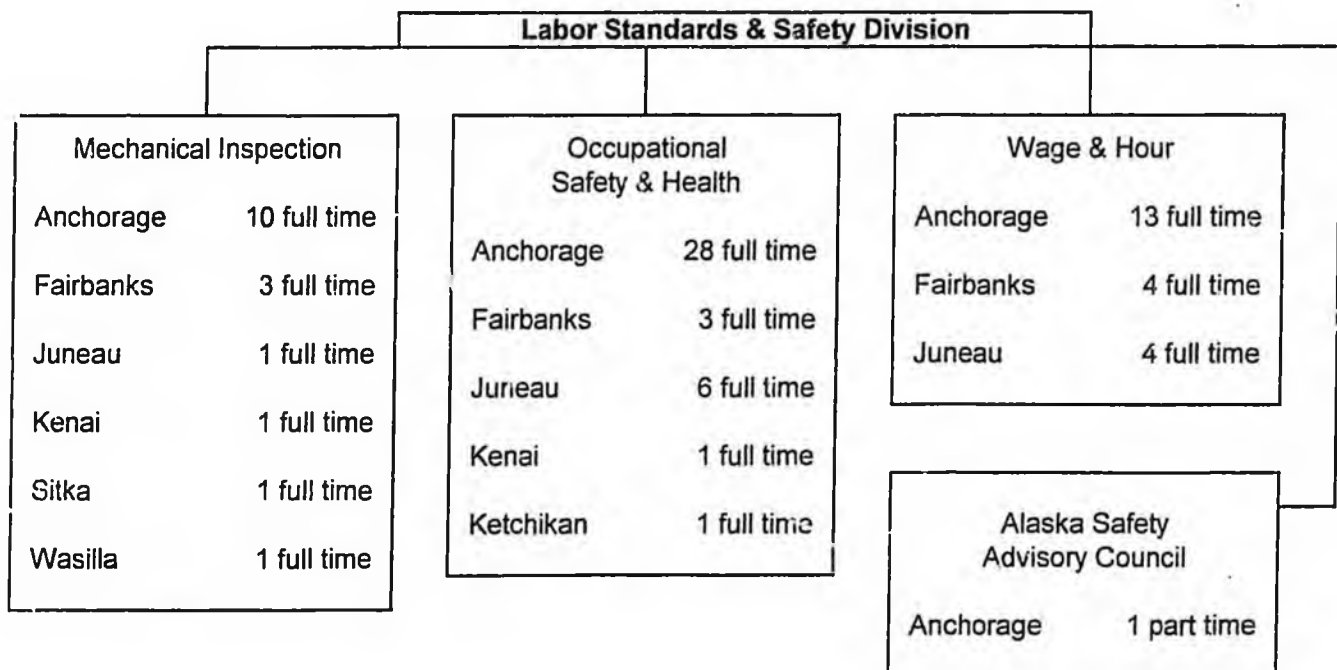 Labor Standards & Safety Division
Mechanical Inspection
Anchorage 10 full time
Fairbanks 3 full time
Juneau 1 full time
Kenai 1 full time
Sitka 1 full time
Wasilla 1 full time
Occupational
Safety & Health
Anchorage 28 full time
Fairbanks 3 full time
Juneau 6 full time
Kenai 1 full time
Ketchikan 1 full time
Wage & Hour
Anchorage 13 full time
Fairbanks 4 full time
Juneau 4 full time
Alaska Safety
Advisory Council
Anchorage 1 part time